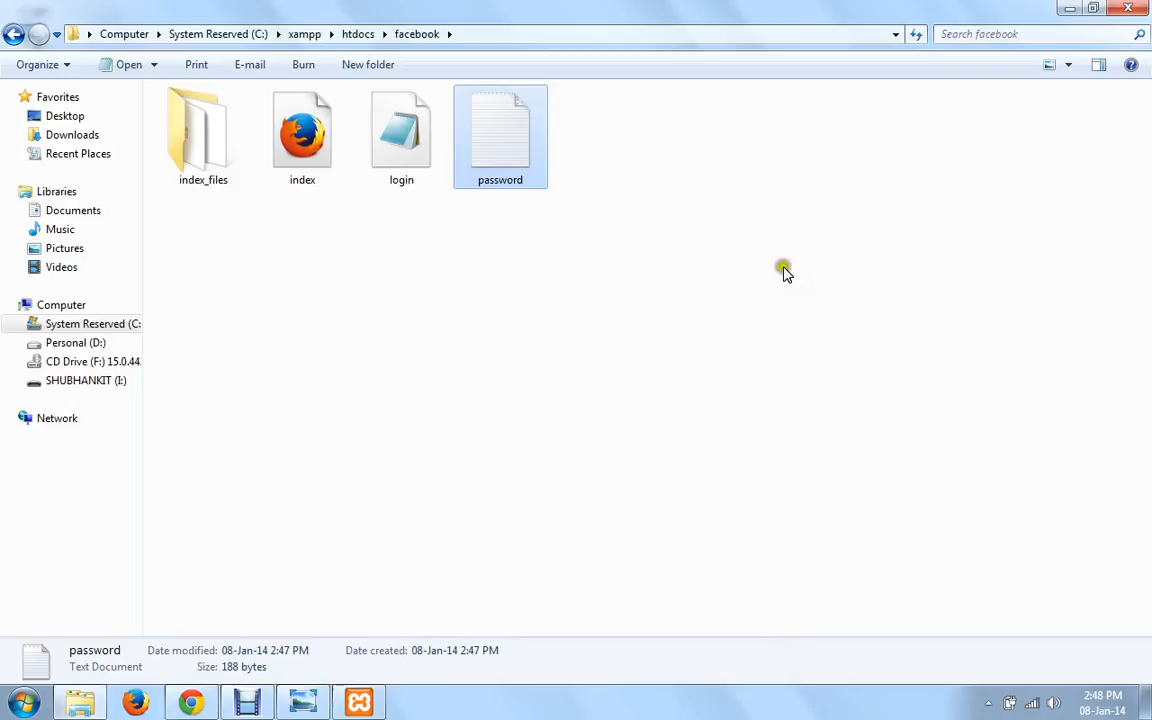 Computer System Reserved (C:) xampp htdocs facebook Search facebook
Organize Open Print E-mail Burn New folder
Favorites
Desktop
Downloads
Recent Places
Libraries
Documents
Music
Pictures
Videos
Computer
System Reserved (C:
Personal (D:)
CD Drive (F:) 15.0.44
SHUBHANKIT (I:)
Network
index_files index login password
password Date modified: 08-Jan-14 2:47 PM Date created: 08-Jan-14 2:47 PM
Text Document Size: 188 bytes
2:48 PM
08-Jan-14